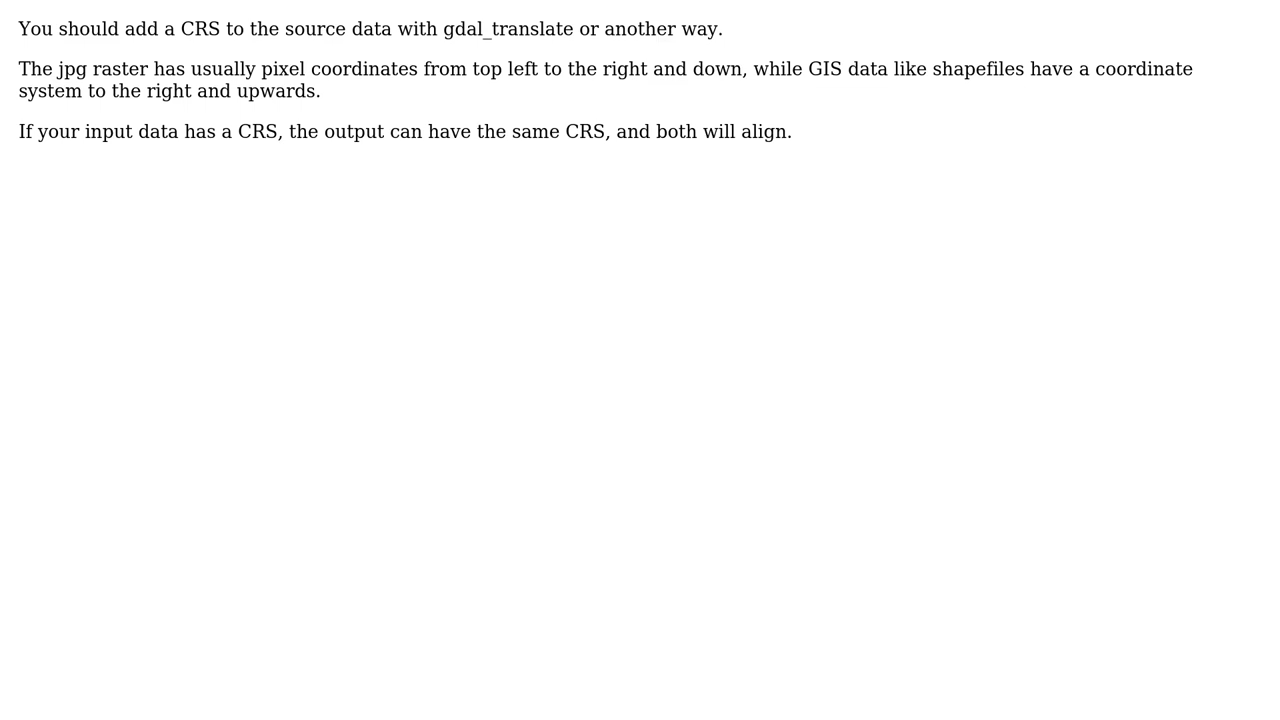 You should add a CRS to the source data with gdal_translate or another way.
The jpg raster has usually pixel coordinates from top left to the right and down, while GIS data like shapefiles have a coordinate
system to the right and upwards.
If your input data has a CRS, the output can have the same CRS, and both will align.